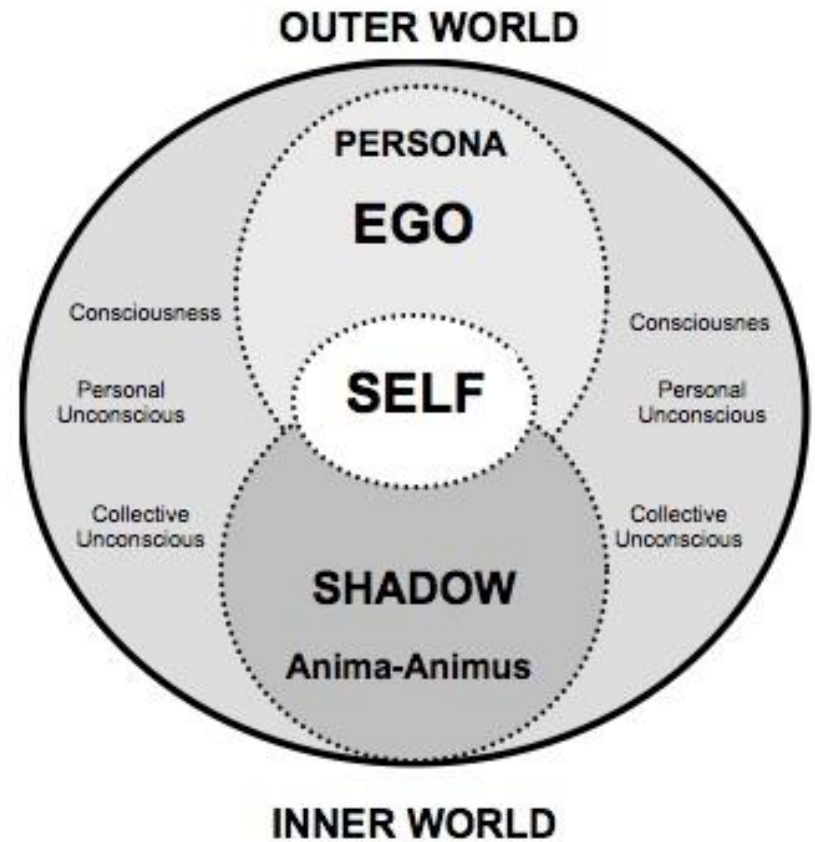 OUTER WORLD
PERSONA
EGO
Consciousness
Consciousnes
SELF
Personal
Unconscious
Personal
Unconscious
Collective
Unconscious
Collective
Unconscious
SHADOW
Anima-Animus
INNER WORLD